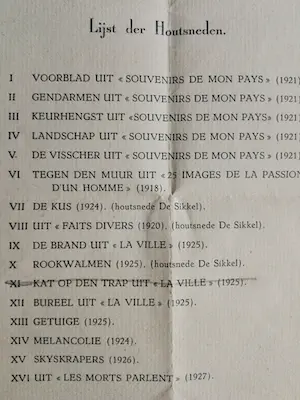 Lijst der Houtsneden.
I VOORBLAD UIT « SOUVENIRS DE MON PAYS » (1921)
II GENDARMEN UIT « SOUVENIRS DE MON PAYS » (1921)
III KEURHENGST UIT «SOUVENIRS DE MON PAYS» (1921)
IV LANDSCHAP UIT « SOUVENIRS DE MON PAYS » (1921)
V. DE VISSCHER UIT «SOUVENIRS DE MON PAYS» (1921)
VI TEGEN DEN MUUR UIT «25 IMAGES DE LA PASSION
D'UN HOMME » (1918).
VII DE KUS (1924). (houtsnede De Sikkel).
VIII UIT « FAITS DIVERS (1920). (houtsnede De Sikkel).
IX DE BRAND UIT « LA VILLE » (1925).
X ROOKWALMEN (1925). (houtsnede De Sikkel).
XI KAT OP DEN TRAP UIT «LA VILLE » (1925).
XII BUREEL UIT «LA VILLE » (1925).
XIII GETUIGE (1925).
XIV MELANCOLIE (1924).
XV SKYSKRAPERS (1926).
XVI UIT « LES MORTS PARLENT » (1927).